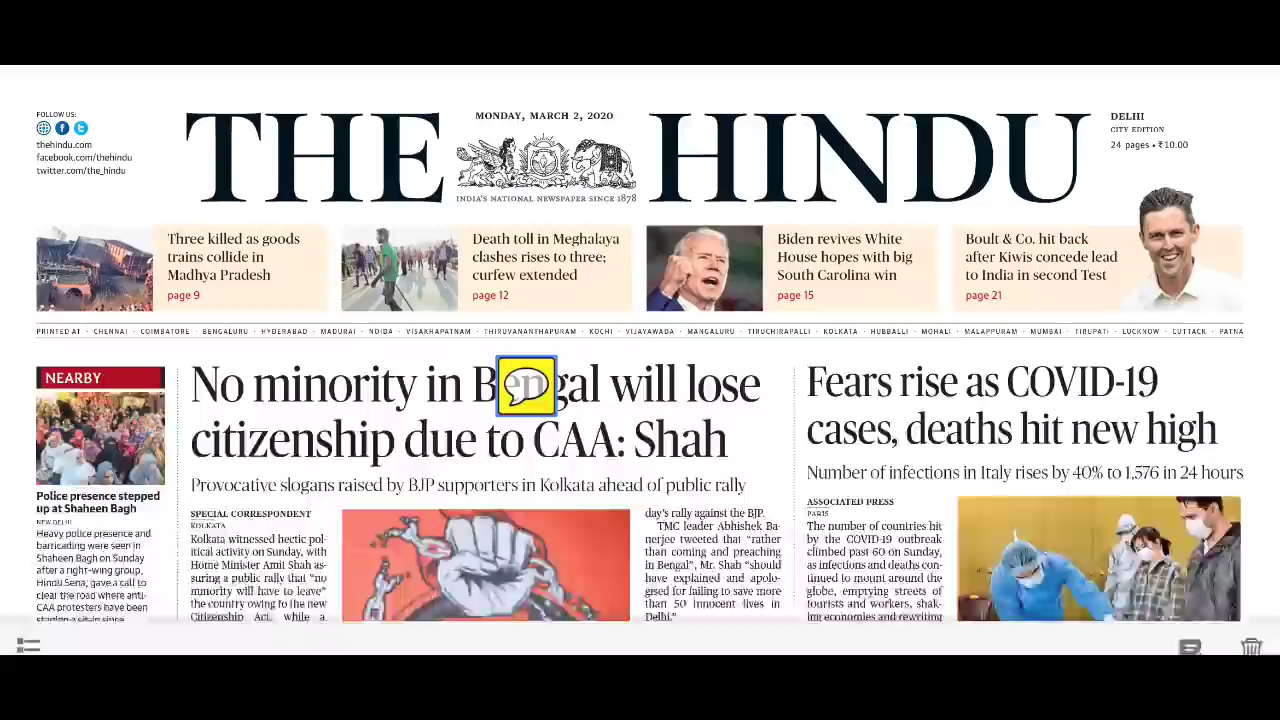 FOLLOW US:
thehindu.com
facebook.com/thehindu
twitter.com/the_hindu
THE HINDU
MONDAY, MARCH 2, 2020
INDIA'S NATIONAL NEWSPAPER SINCE 1878
DELHI
CITY EDITION
24 pages • ₹10.00
Three killed as goods
trains collide in
Madhya Pradesh
page 9
Death toll in Meghalaya
clashes rises to three;
curfew extended
page 12
Biden revives White
House hopes with big
South Carolina win
page 15
Boult & Co. hit back
after Kiwis concede lead
to India in second Test
page 21
PRINTED AT · CHENNAI · COIMBATORE · BENGALURU · HYDERABAD · MADURAI · NOIDA · VISAKHAPATNAM · THIRUVANANTHAPURAM · KOCHI · VIJAYAWADA · MANGALURU · TIRUCHIRAPALLI · KOLKATA · HUBBALLI · MOHALI · MALAPPURAM · MUMBAI · TIRUPATI · LUCKNOW · CUTTACK · PATNA
NEARBY
Police presence stepped
up at Shaheen Bagh
NEW DELHI
Heavy police presence and
barricading were seen in
Shaheen Bagh on Sunday
after a right-wing group,
Hindu Sena, gave a call to
clear the road where anti-
CAA protesters have been
No minority in Bengal will lose
citizenship due to CAA: Shah
Provocative slogans raised by BJP supporters in Kolkata ahead of public rally
SPECIAL CORRESPONDENT
KOLKATA
Kolkata witnessed hectic pol-
itical activity on Sunday, with
Home Minister Amit Shah as-
suring a public rally that "no
minority will have to leave"
the country owing to the new
Citizenship Act, while a
day's rally against the BJP.
TMC leader Abhishek Ba-
nerjee tweeted that "rather
than coming and preaching
in Bengal", Mr. Shah "should
have explained and apolo-
gised for failing to save more
than 50 innocent lives in
Delhi."
Fears rise as COVID-19
cases, deaths hit new high
Number of infections in Italy rises by 40% to 1,576 in 24 hours
ASSOCIATED PRESS
PARIS
The number of countries hit
by the COVID-19 outbreak
climbed past 60 on Sunday,
as infections and deaths con-
tinued to mount around the
globe, emptying streets of
tourists and workers, shak-
ing economies and rewriting